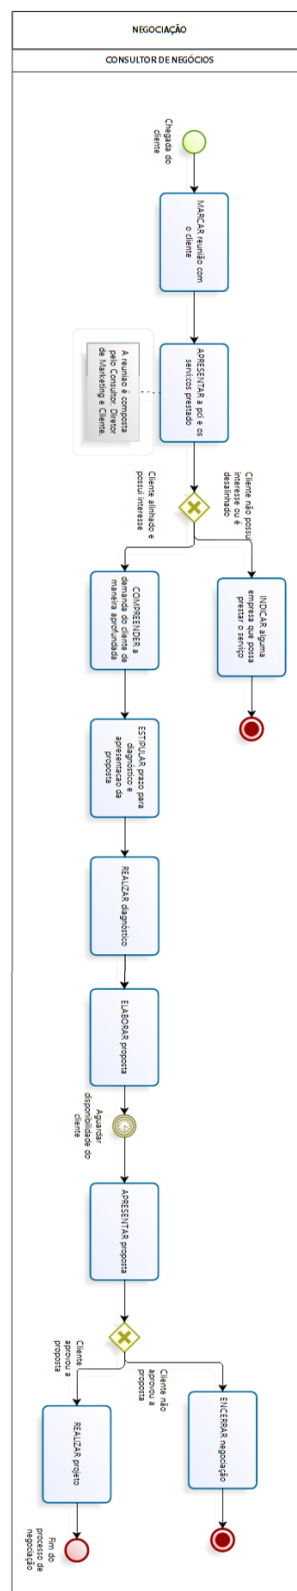 NEGOCIAÇÃO
CONSULTOR DE NEGÓCIOS
Chegada do
cliente
MARCAR reunião com
o cliente
APRESENTAR a pci e os
serviços prestado
A reuniao é composta
pelo Consultor, Diretor
de Marketing e Cliente.
Cliente não possui
interesse ou é
desalinhado
Cliente alinhado e
possui interesse
INDICAR alguma
empresa que possa
prestar o serviço
COMPREENDER a
demanda do cliente de
maneira aprofundada
ESTIPULAR prazo para
diagnóstico e
apresentacao da
proposta
REALIZAR diagnóstico
ELABORAR proposta
Aguardar
disponibilidade do
cliente
APRESENTAR proposta
Cliente não
aprovou a
proposta
Cliente
aprovou a
proposta
ENCERRAR negociação
REALIZAR projeto
Fim do
processo de
negociação